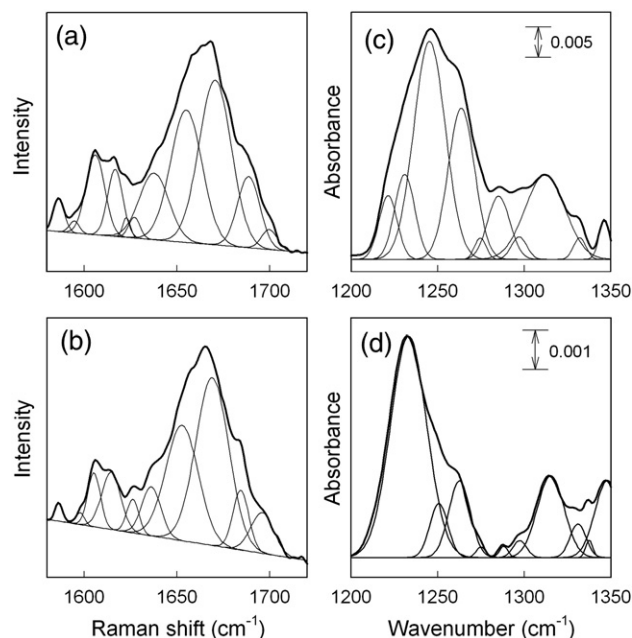 (a)
Intensity
1600 1650 1700
(c)
0.005
Absorbance
1200 1250 1300 1350
(b)
Intensity
1600 1650 1700
Raman shift (cm⁻¹)
(d)
0.001
Absorbance
1200 1250 1300 1350
Wavenumber (cm⁻¹)